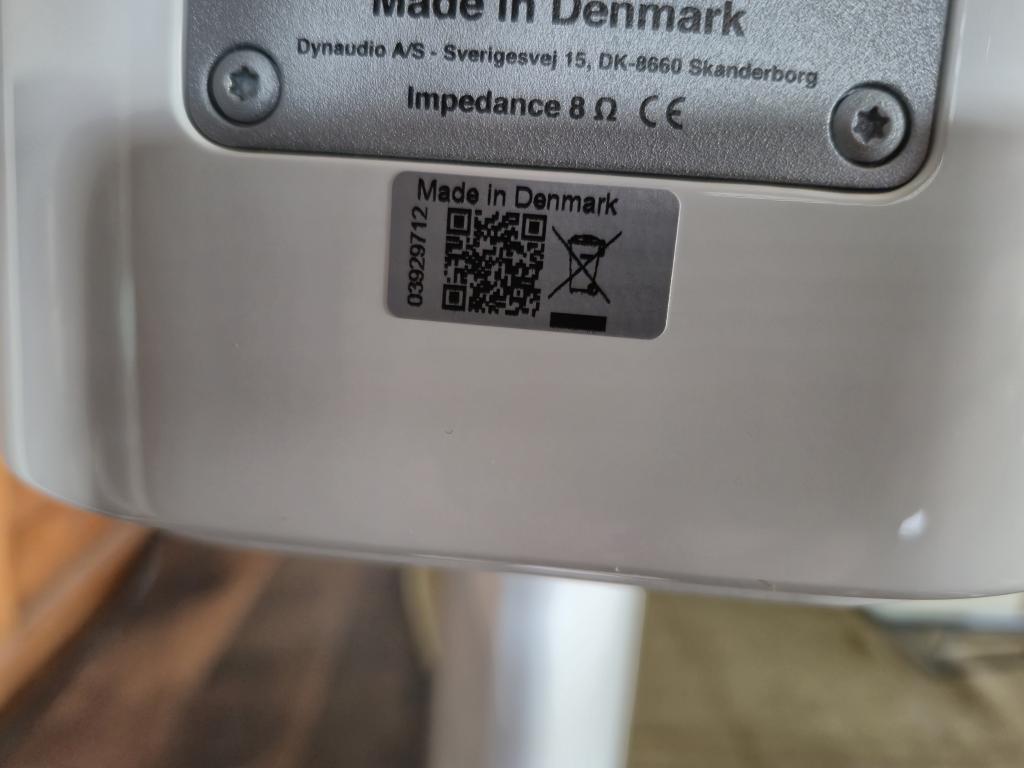 Made in Denmark
Dynaudio A/S - Sverigesvej 15, DK-8660 Skanderborg
Impedance 8 Ω CE
Made in Denmark
03929712